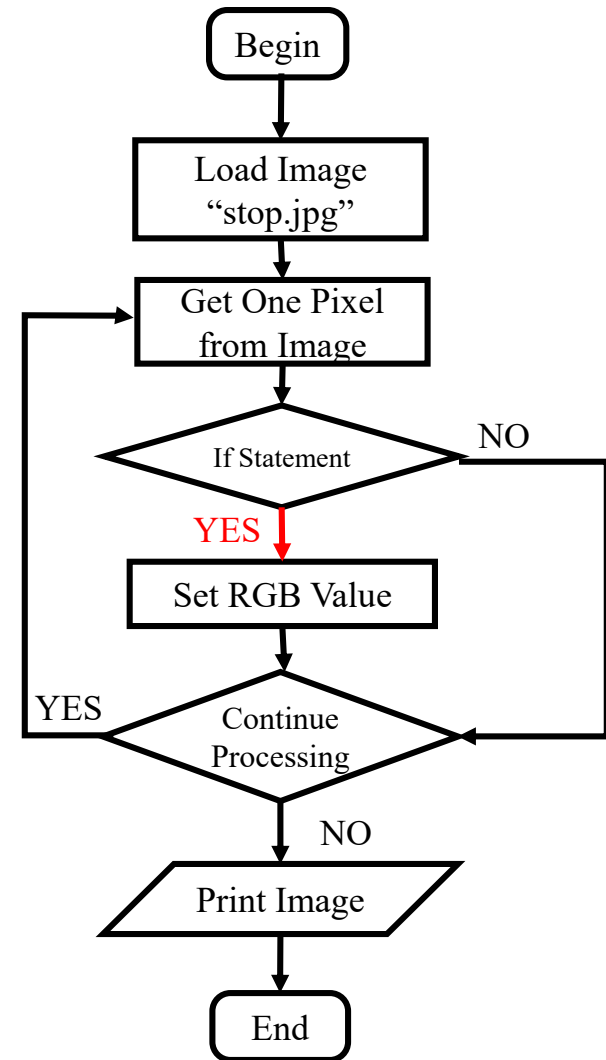 Begin
Load Image
“stop.jpg”
Get One Pixel
from Image
If Statement
NO
YES
Set RGB Value
YES
Continue
Processing
NO
Print Image
End